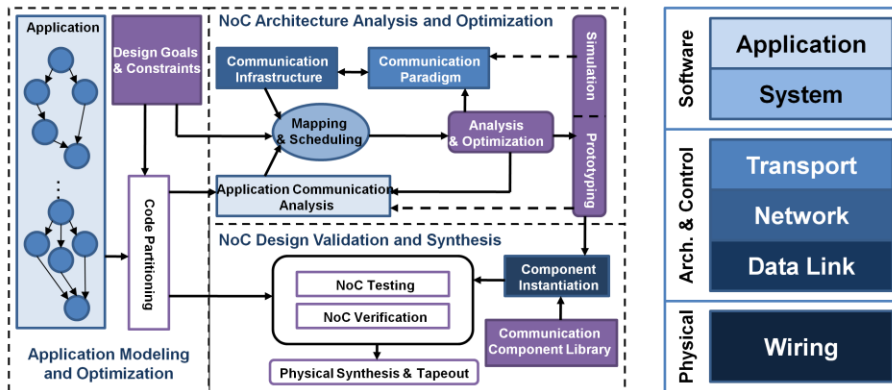 Application
Design Goals
& Constraints
Code Partitioning
Application Modeling
and Optimization
NoC Architecture Analysis and Optimization
Communication
Infrastructure
Communication
Paradigm
Mapping
& Scheduling
Analysis
& Optimization
Application Communication
Analysis
Simulation
Prototyping
NoC Design Validation and Synthesis
NoC Testing
NoC Verification
Component
Instantiation
Communication
Component Library
Physical Synthesis & Tapeout
Software
Application
System
Arch. & Control
Transport
Network
Data Link
Physical
Wiring